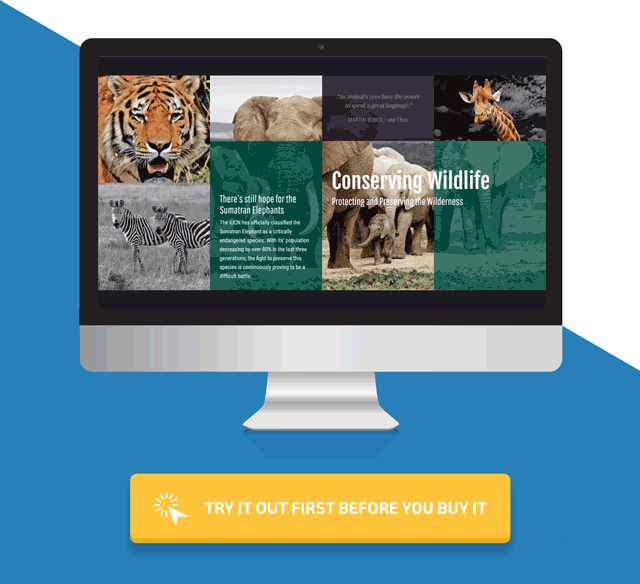 "An animal's eyes have the power
to speak a great language."
MARTIN BUBER, I and Thou
Conserving Wildlife
Protecting and Preserving the Wilderness
There's still hope for the
Sumatran Elephants
The IUCN has officially classified the
Sumatran Elephant as a critically
endangered species. With its' population
decreasing by over 80% in the last three
generations; the fight to preserve this
species is continuously proving to be a
difficult battle.
TRY IT OUT FIRST BEFORE YOU BUY IT